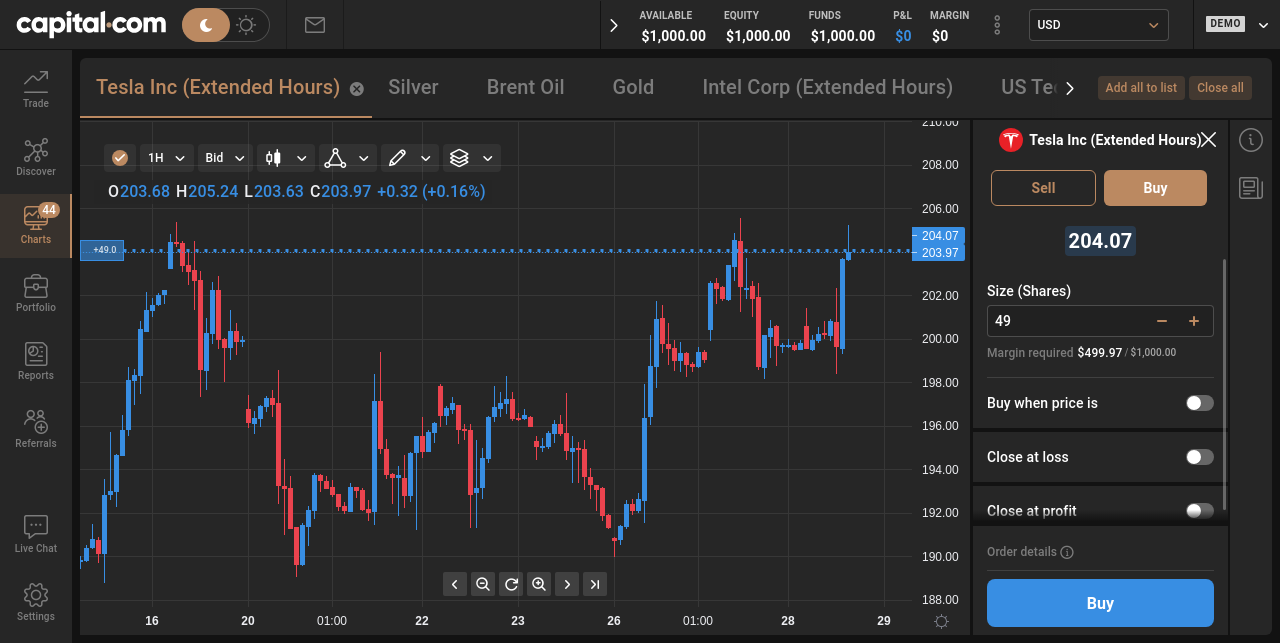 capital.com
AVAILABLE EQUITY FUNDS P&L MARGIN
$1,000.00 $1,000.00 $1,000.00 $0 $0
USD
DEMO
Trade
Discover
44
Charts
Portfolio
Reports
Referrals
Live Chat
Settings
Tesla Inc (Extended Hours) Silver Brent Oil Gold Intel Corp (Extended Hours) US Te
Add all to list Close all
1H Bid
O203.68 H205.24 L203.63 C203.97 +0.32 (+0.16%)
+49.0
210.00
208.00
206.00
204.07
203.97
202.00
200.00
198.00
196.00
194.00
192.00
190.00
188.00
16 20 01:00 22 23 26 01:00 28 29
Tesla Inc (Extended Hours)
Sell Buy
204.07
Size (Shares)
49
Margin required $499.97 / $1,000.00
Buy when price is
Close at loss
Close at profit
Order details
Buy